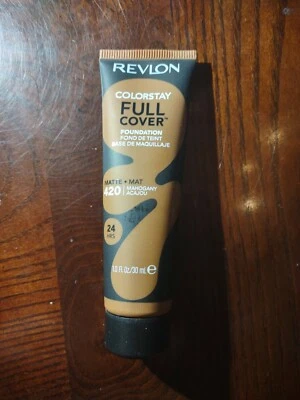 REVLON
COLORSTAY
FULL
COVER™
FOUNDATION
FOND DE TEINT
BASE DE MAQUILLAJE
MATTE • MAT
420 | MAHOGANY
ACAJOU
24
HRS
1.0 Fl.Oz/30 mL e